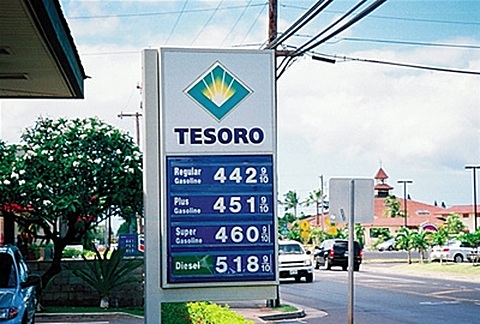 TESORO
Regular
Gasoline 442 9/10
Plus
Gasoline 451 9/10
Super
Gasoline 460 9/10
Diesel 518 9/10